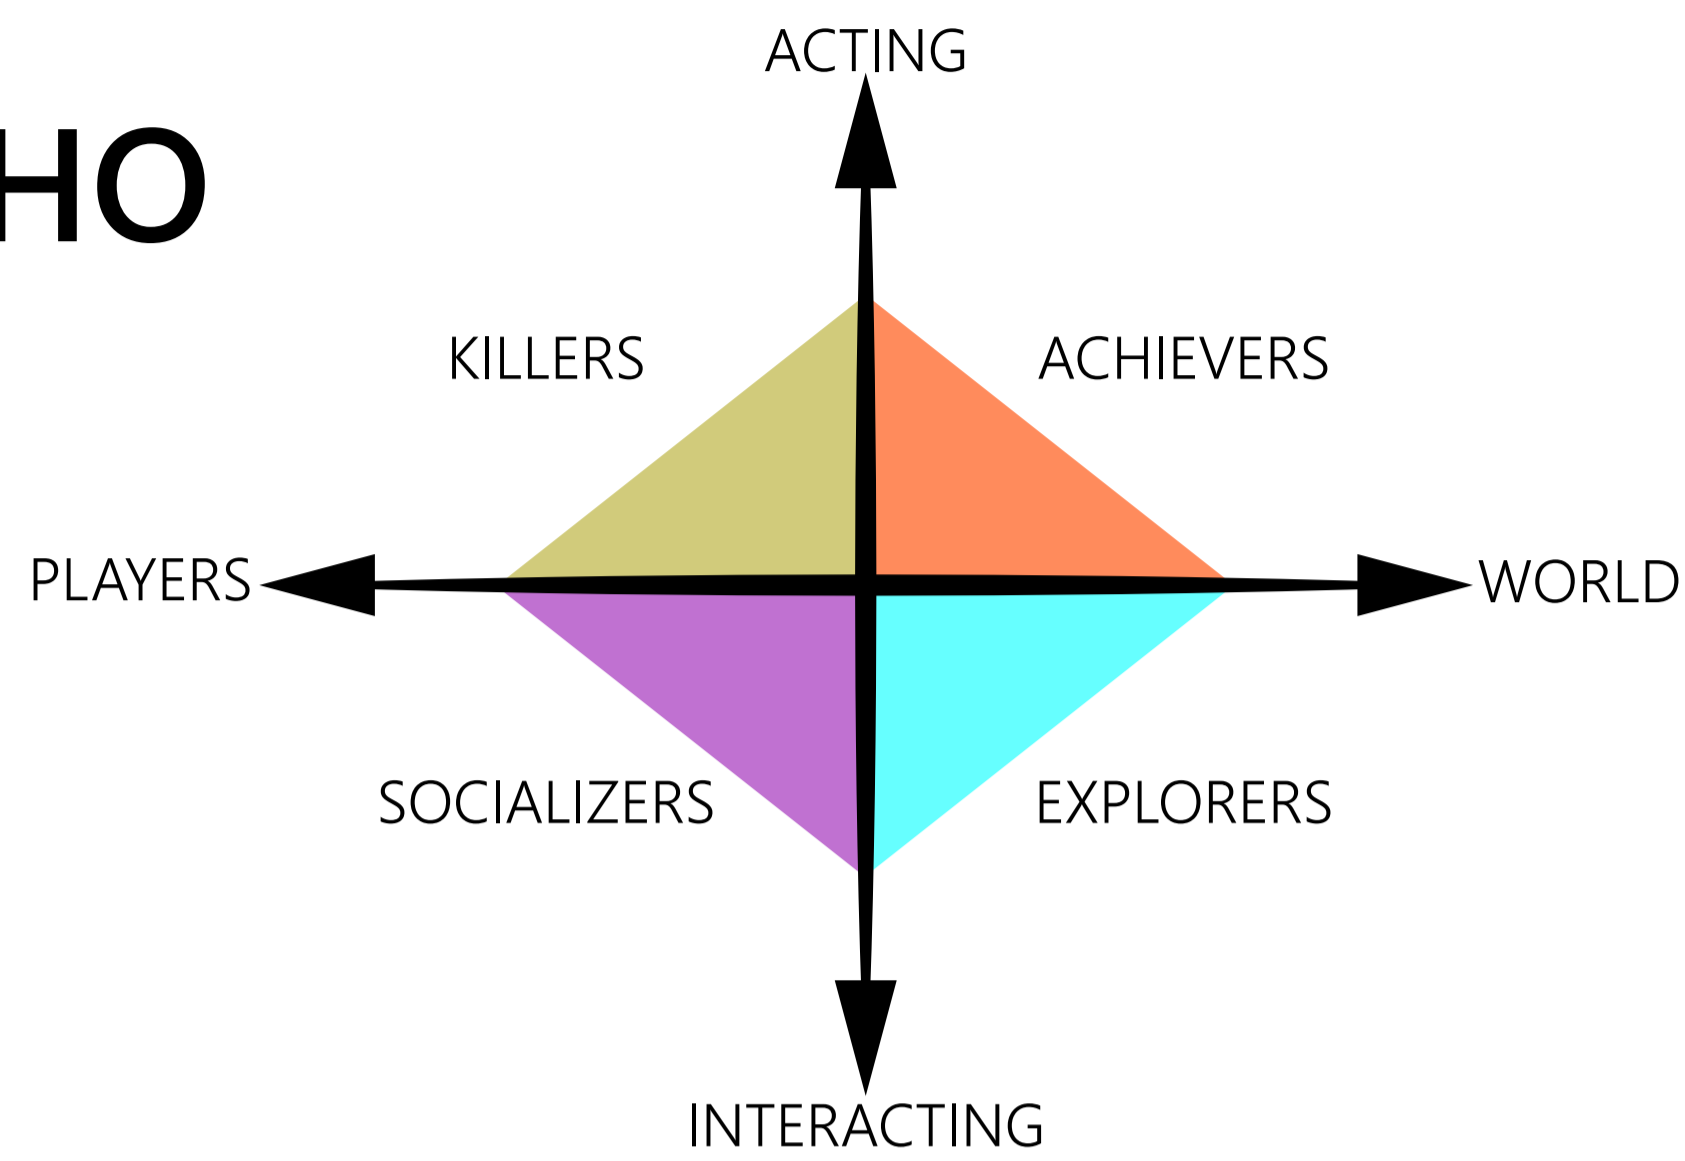 ACTING
HO
KILLERS
ACHIEVERS
PLAYERS
WORLD
SOCIALIZERS
EXPLORERS
INTERACTING